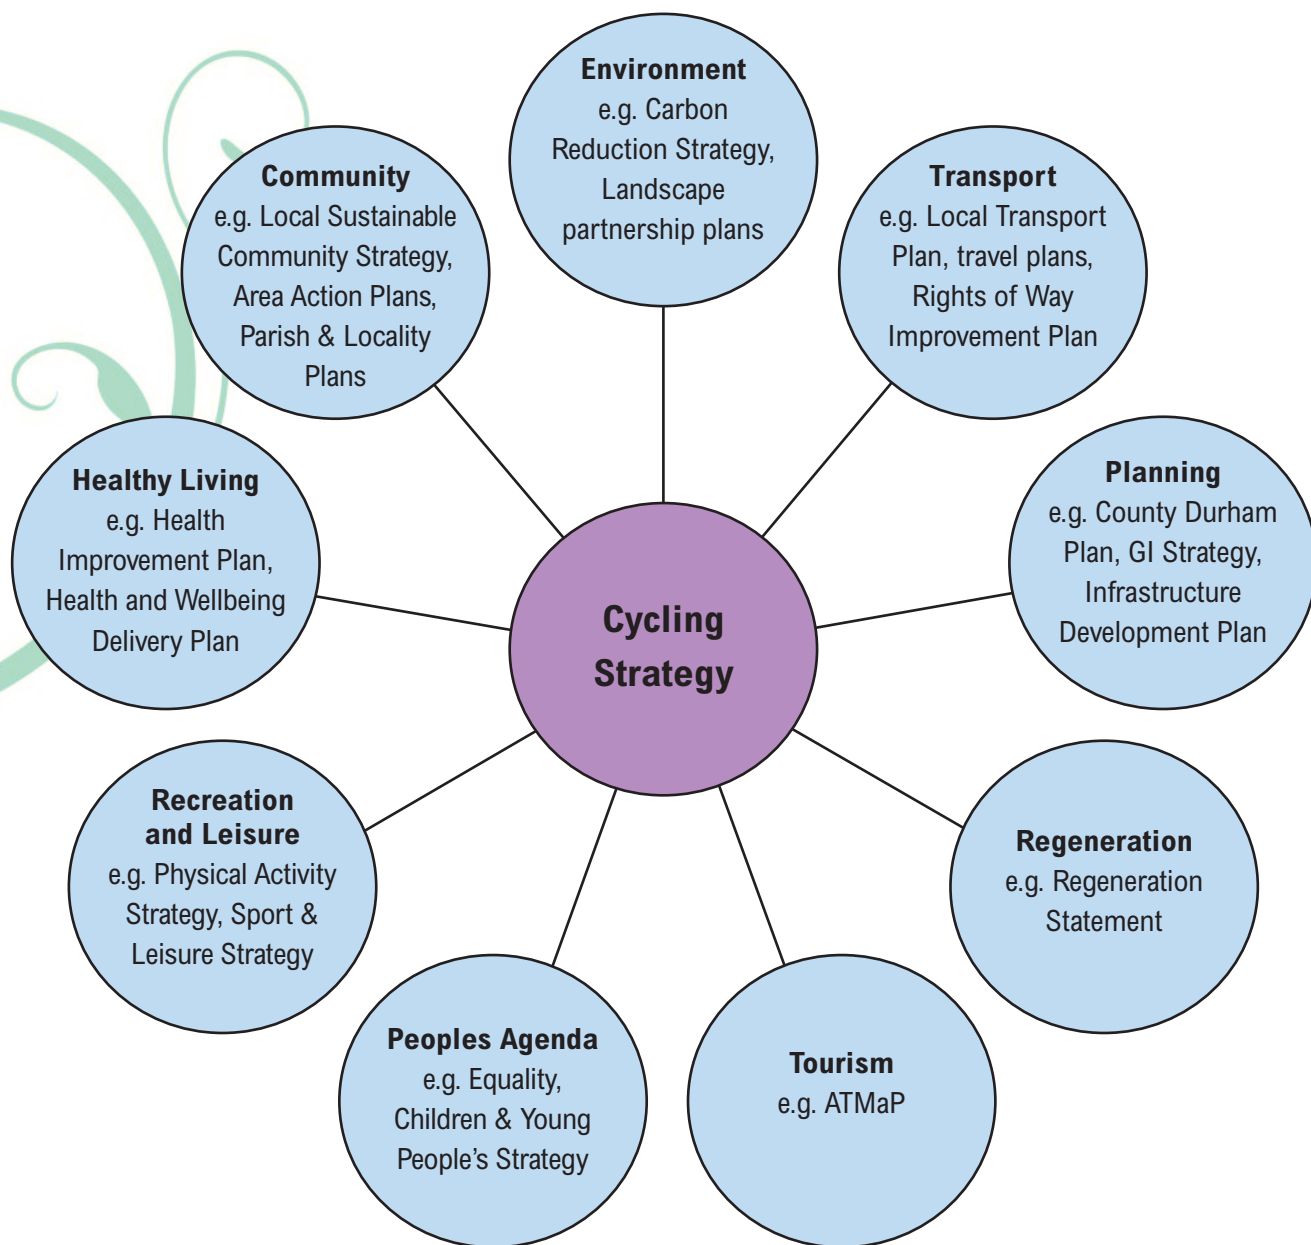 Environment
e.g. Carbon
Reduction Strategy,
Landscape
partnership plans
Transport
e.g. Local Transport
Plan, travel plans,
Rights of Way
Improvement Plan
Planning
e.g. County Durham
Plan, GI Strategy,
Infrastructure
Development Plan
Regeneration
e.g. Regeneration
Statement
Tourism
e.g. ATMaP
Peoples Agenda
e.g. Equality,
Children & Young
People’s Strategy
Recreation
and Leisure
e.g. Physical Activity
Strategy, Sport &
Leisure Strategy
Healthy Living
e.g. Health
Improvement Plan,
Health and Wellbeing
Delivery Plan
Community
e.g. Local Sustainable
Community Strategy,
Area Action Plans,
Parish & Locality
Plans
Cycling
Strategy